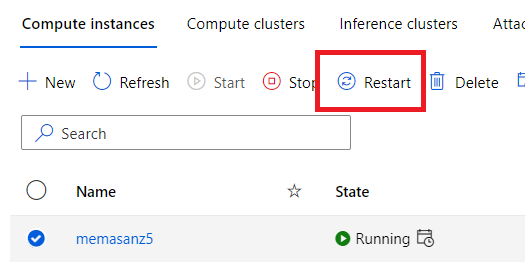 Compute instances Compute clusters Inference clusters Attac
New Refresh Start Stop Restart Delete
Search
Name State
memasanz5 Running